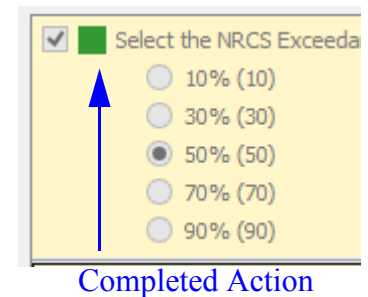 Select the NRCS Exceeda
10% (10)
30% (30)
50% (50)
70% (70)
90% (90)
Completed Action